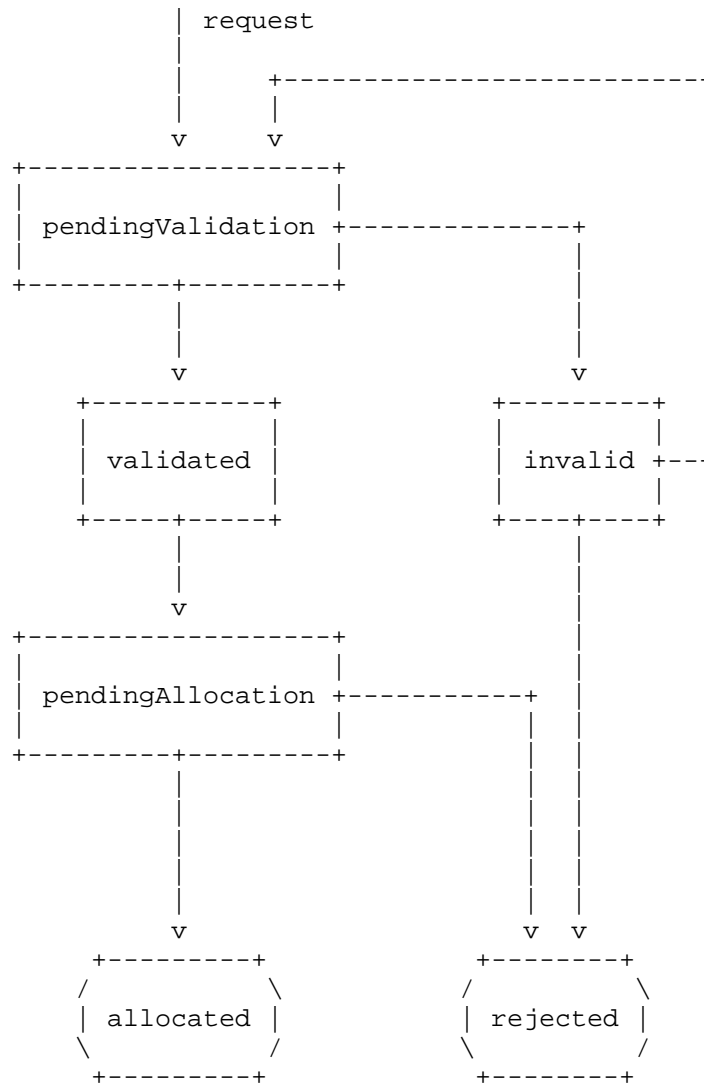 request
pendingValidation
validated
invalid
pendingAllocation
allocated
rejected